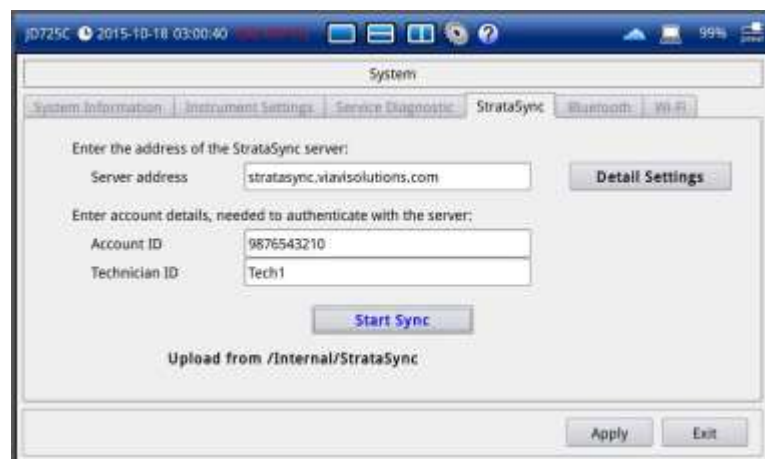 JD725C 2015-10-18 03:00:40 99%
System
System Information Instrument Settings Service Diagnostic StrataSync Bluetooth Wi-Fi
Enter the address of the StrataSync server:
Server address stratasync.viavisolutions.com Detail Settings
Enter account details, needed to authenticate with the server:
Account ID 9876543210
Technician ID Tech1
Start Sync
Upload from /Internal/StrataSync
Apply Exit